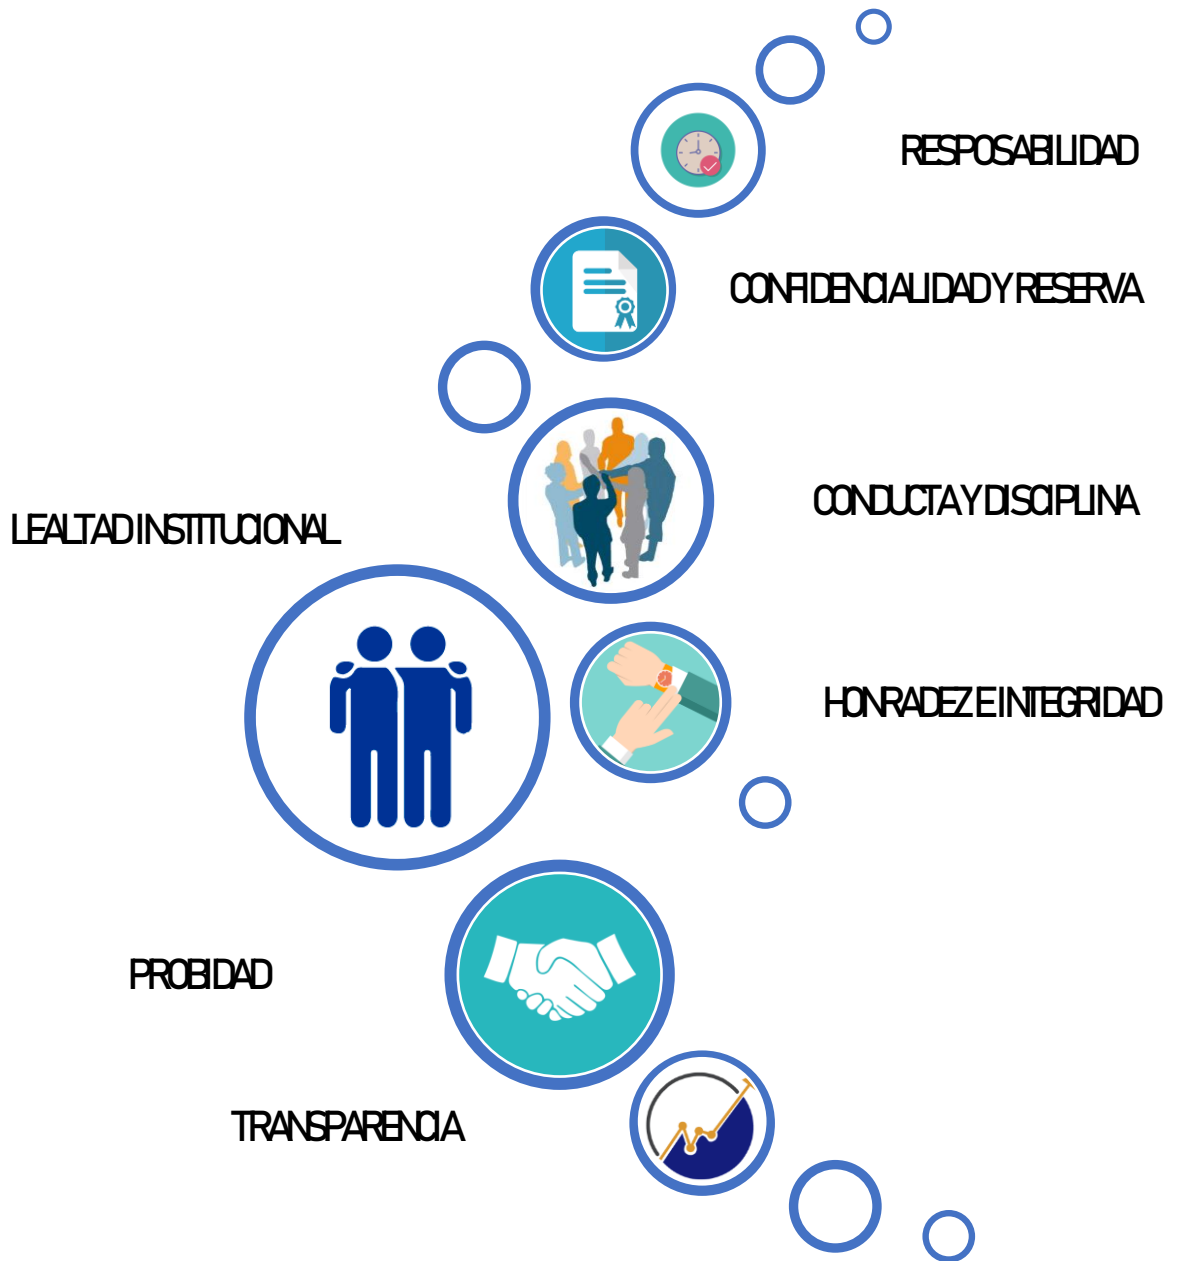 RESPOSABILIDAD
CONFIDENCIALIDAD Y RESERVA
CONDUCTA Y DISCIPLINA
LEALTAD INSTITUCIONAL
HONRADEZ E INTEGRIDAD
PROBIDAD
TRANSPARENCIA